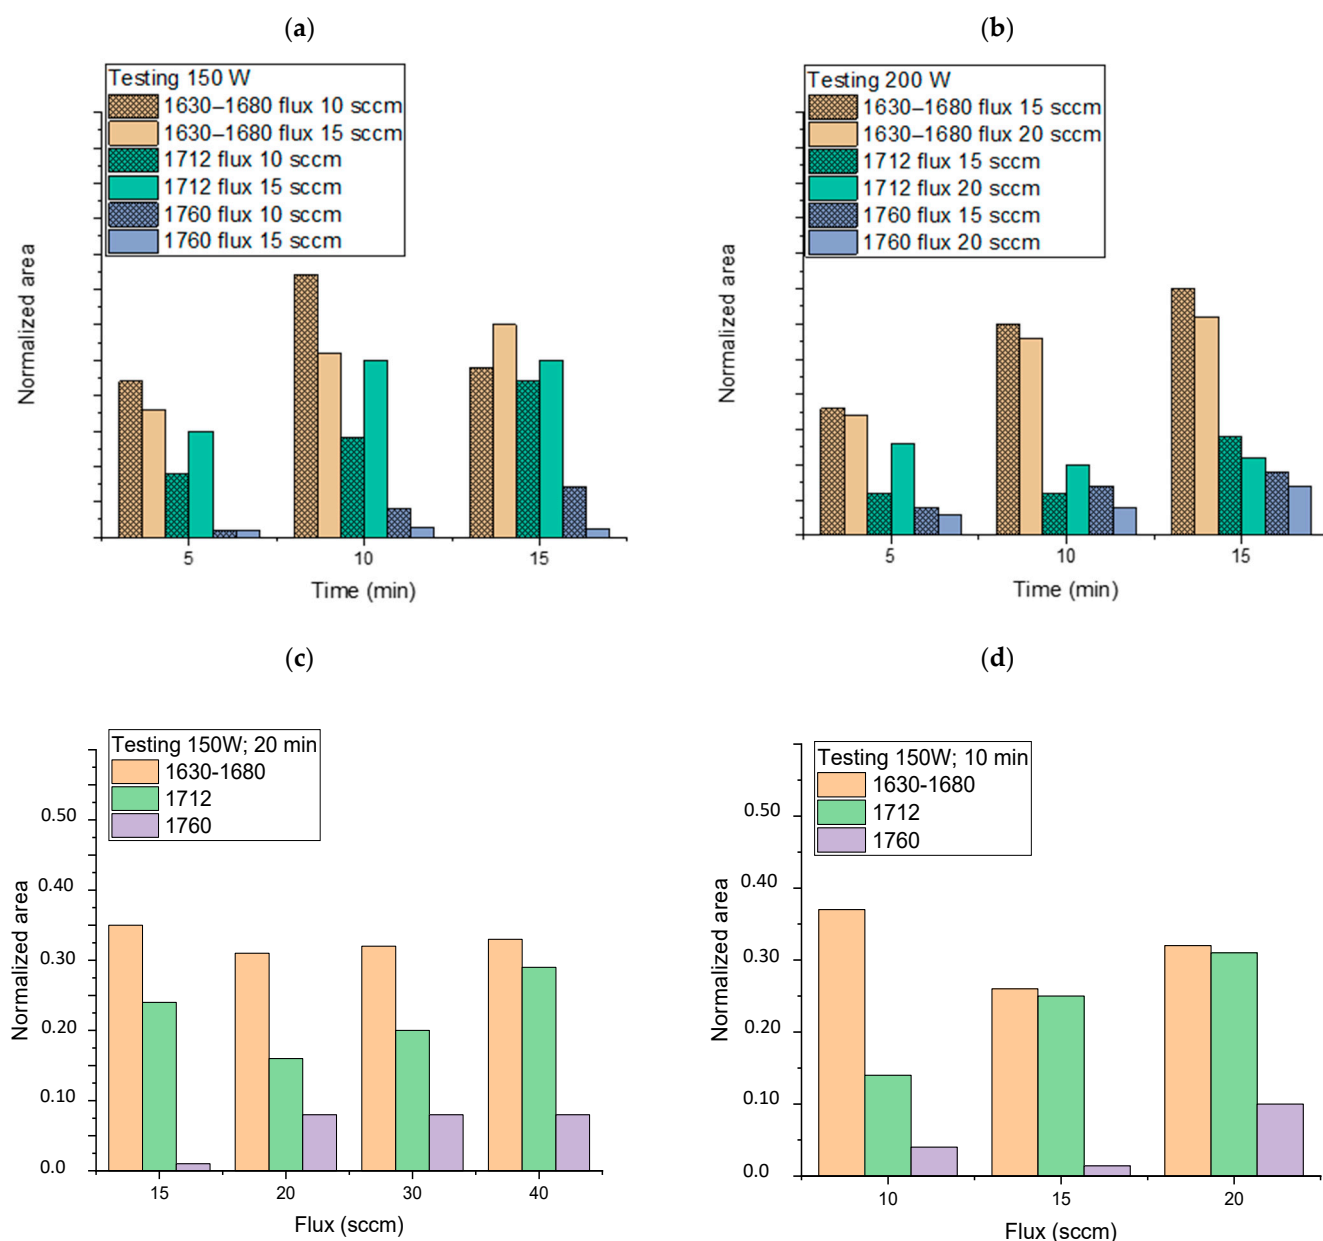 (a)
Testing 150 W
1630–1680 flux 10 sccm
1630–1680 flux 15 sccm
1712 flux 10 sccm
1712 flux 15 sccm
1760 flux 10 sccm
1760 flux 15 sccm
Normalized area
5 10 15
Time (min)
(b)
Testing 200 W
1630–1680 flux 15 sccm
1630–1680 flux 20 sccm
1712 flux 15 sccm
1712 flux 20 sccm
1760 flux 15 sccm
1760 flux 20 sccm
Normalized area
5 10 15
Time (min)
(c)
Testing 150W; 20 min
1630-1680
1712
1760
0.50
0.40
0.30
0.20
0.10
0.0
Normalized area
15 20 30 40
Flux (sccm)
(d)
Testing 150W; 10 min
1630-1680
1712
1760
0.50
0.40
0.30
0.20
0.10
0.0
Normalized area
10 15 20
Flux (sccm)